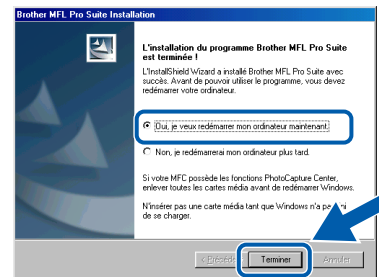 Brother MFL Pro Suite Installation
L'installation du programme Brother MFL Pro Suite
est terminée !
L'InstallShield Wizard a installé Brother MFL Pro Suite avec
succès. Avant de pouvoir utiliser le programme, vous devez
redémarrer votre ordinateur.
Oui, je veux redémarrer mon ordinateur maintenant.
Non, je redémarrerai mon ordinateur plus tard.
Si votre MFC possède les fonctions PhotoCapture Center,
enlever toutes les cartes média avant de redémarrer Windows.
N'insérer pas une carte média tant que Windows n'a
de se charger.
Terminer
Annuler